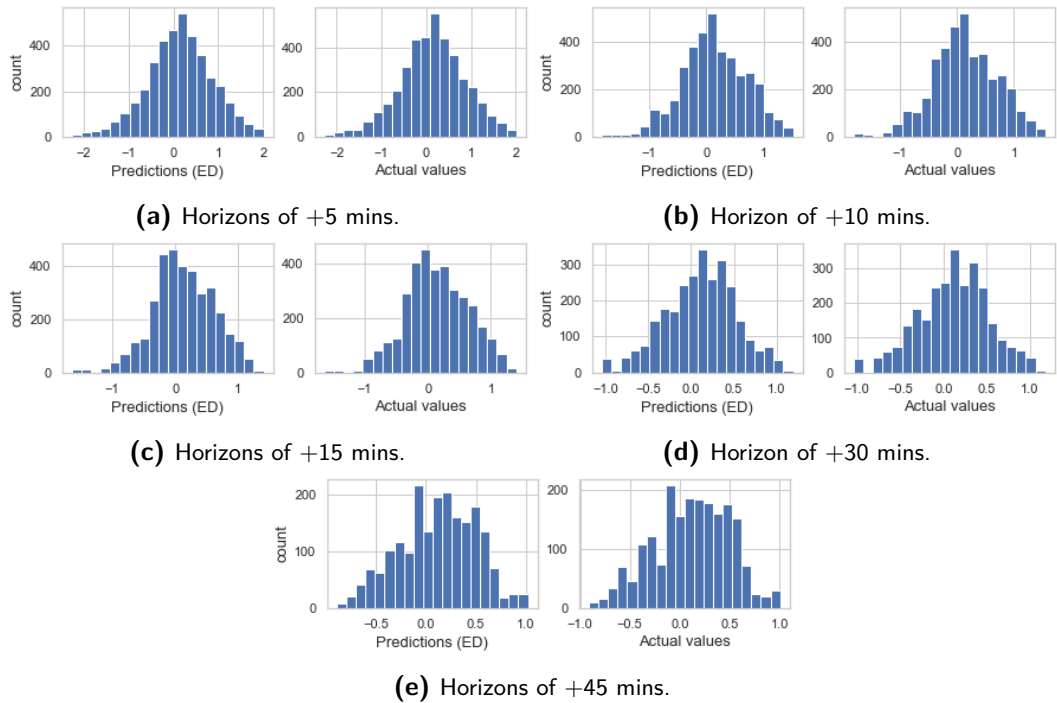 count
400
200
0
−2 −1 0 1 2
Predictions (ED)
400
200
0
−2 −1 0 1 2
Actual values
count
400
200
0
−1 0 1
Predictions (ED)
400
200
0
−1 0 1
Actual values
(a) Horizons of +5 mins.
(b) Horizon of +10 mins.
count
400
200
0
−1 0 1
Predictions (ED)
400
200
0
−1 0 1
Actual values
count
300
200
100
0
−1.0 −0.5 0.0 0.5 1.0
Predictions (ED)
300
200
100
0
−1.0 −0.5 0.0 0.5 1.0
Actual values
(c) Horizons of +15 mins.
(d) Horizon of +30 mins.
count
200
100
0
−0.5 0.0 0.5 1.0
Predictions (ED)
200
100
0
−1.0 −0.5 0.0 0.5 1.0
Actual values
(e) Horizons of +45 mins.